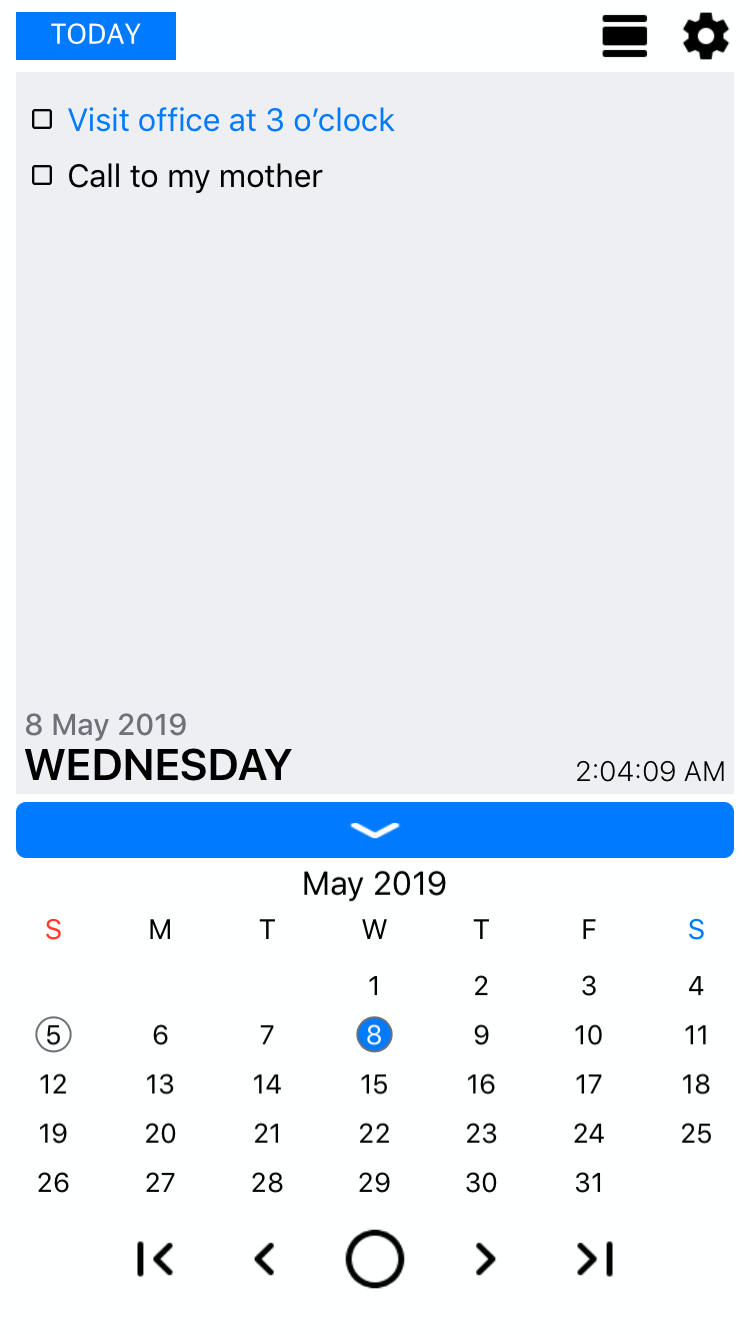 TODAY
Visit office at 3 o’clock
Call to my mother
8 May 2019
WEDNESDAY
2:04:09 AM
May 2019
S M T W T F S
1 2 3 4
5 6 7 8 9 10 11
12 13 14 15 16 17 18
19 20 21 22 23 24 25
26 27 28 29 30 31